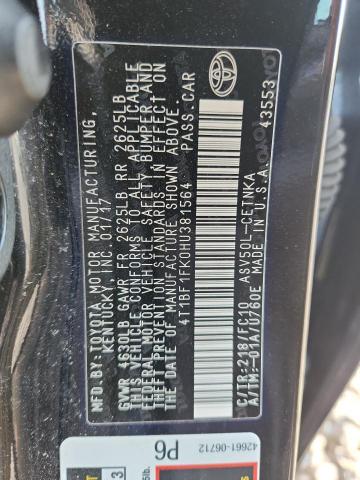 MFD BY: TOYOTA MOTOR MANUFACTURING,
KENTUCKY, INC. 01/17
GVWR 4630LB GAWR FR 2625LB RR 2625LB
THIS VEHICLE CONFORMS TO ALL APPLICABLE
FEDERAL MOTOR VEHICLE SAFETY, BUMPER, AND
THEFT PREVENTION STANDARDS IN EFFECT ON
THE DATE OF MANUFACTURE SHOWN ABOVE.
4T1BF1FK0HU381564 PASS.CAR
C/TR:218/FC10 ASV50L-CETNKA
A/TM:-01A/U760E MADE IN U.S.A.
43553
42661-06712
P6